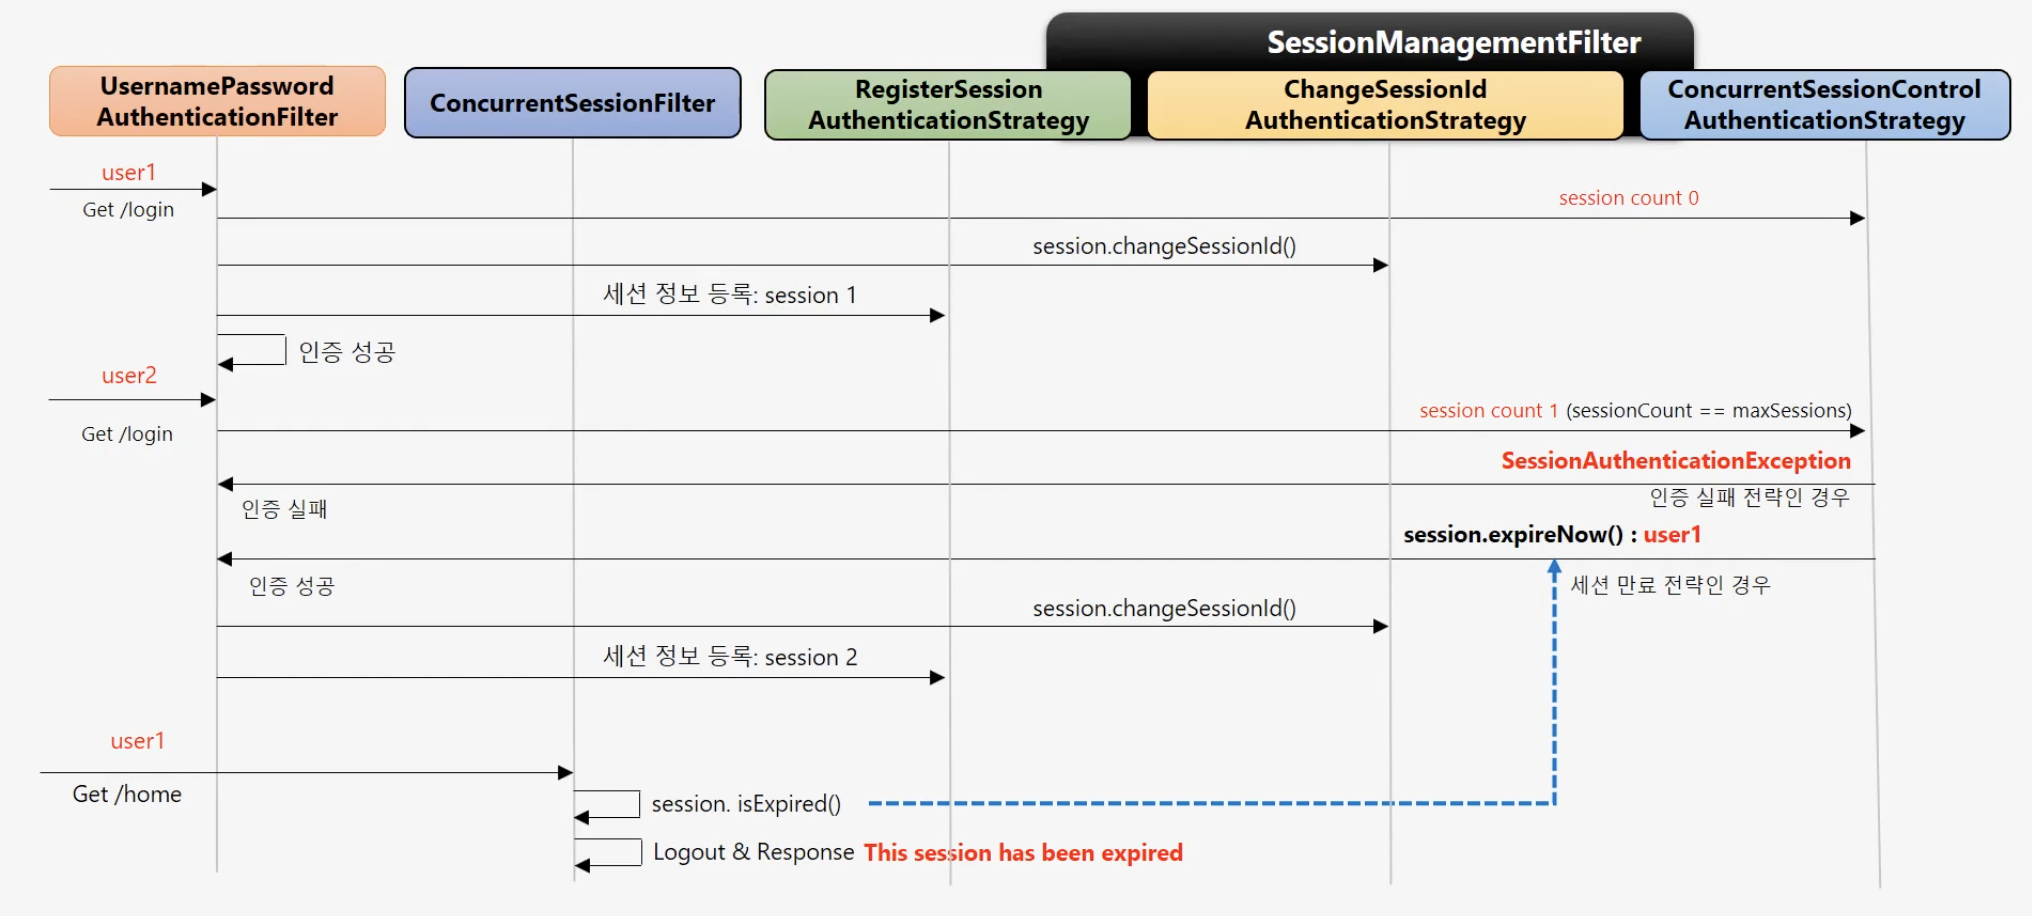 SessionManagementFilter
UsernamePassword
AuthenticationFilter
ConcurrentSessionFilter
RegisterSession
AuthenticationStrategy
ChangeSessionId
AuthenticationStrategy
ConcurrentSessionControl
AuthenticationStrategy
user1
Get /login
session count 0
session.changeSessionId()
세션 정보 등록: session 1
인증 성공
user2
Get /login
session count 1 (sessionCount == maxSessions)
SessionAuthenticationException
인증 실패
인증 실패 전략인 경우
session.expireNow() : user1
인증 성공
세션 만료 전략인 경우
session.changeSessionId()
세션 정보 등록: session 2
user1
Get /home
session. isExpired()
Logout & Response This session has been expired